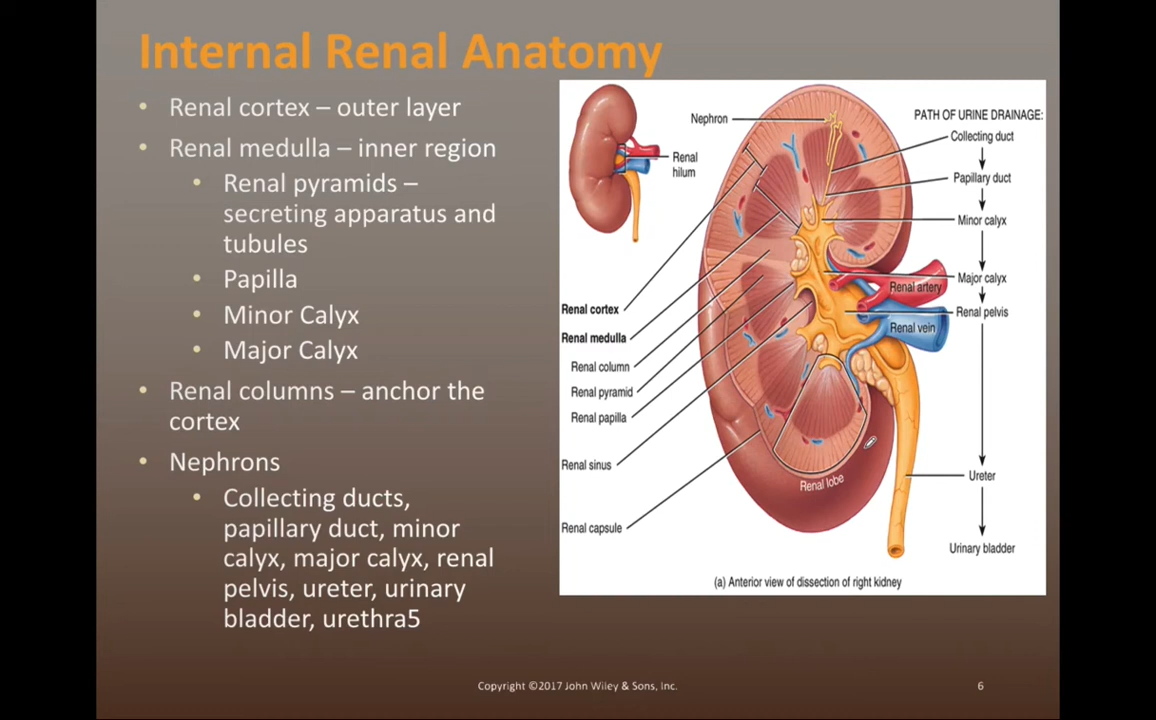 Internal Renal Anatomy
• Renal cortex – outer layer
• Renal medulla – inner region
• Renal pyramids –
secreting apparatus and
tubules
• Papilla
• Minor Calyx
• Major Calyx
• Renal columns – anchor the
cortex
• Nephrons
• Collecting ducts,
papillary duct, minor
calyx, major calyx, renal
pelvis, ureter, urinary
bladder, urethra5
Nephron
Renal
hilum
Renal cortex
Renal medulla
Renal column
Renal pyramid
Renal papilla
Renal sinus
Renal capsule
PATH OF URINE DRAINAGE:
Collecting duct
Papillary duct
Minor calyx
Major calyx
Renal artery
Renal pelvis
Renal vein
Ureter
Renal lobe
Urinary bladder
(a) Anterior view of dissection of right kidney
Copyright ©2017 John Wiley & Sons, Inc.
6